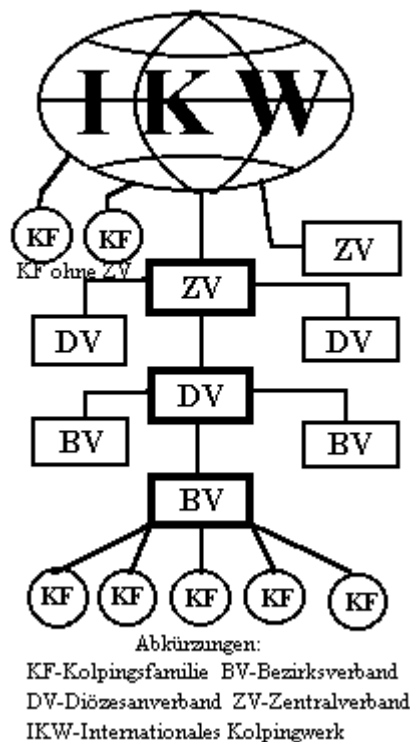 IKW
KF KF
ZV
KF ohne ZV
ZV
DV DV
DV
BV BV
BV
KF KF KF KF KF
Abkürzungen:
KF-Kolpingsfamilie BV-Bezirksverband
DV-Diözesanverband ZV-Zentralverband
IKW-Internationales Kolpingwerk